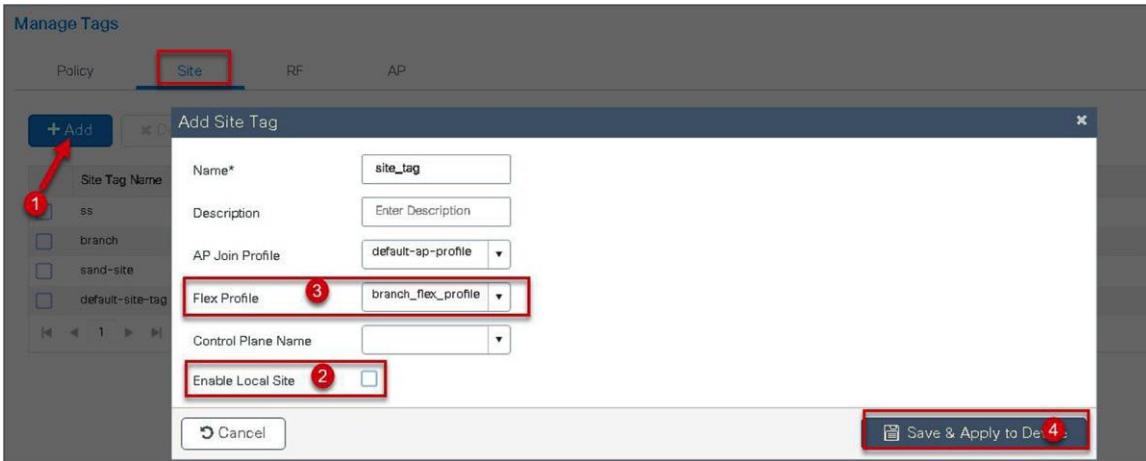 Manage Tags
Policy Site RF AP
+ Add
Add Site Tag
Name* site_tag
1 Site Tag Name
ss
branch
sand-site
default-site-tag
1
Description Enter Description
AP Join Profile default-ap-profile
Flex Profile 3 branch_flex_profile
Control Plane Name
Enable Local Site 2
Cancel
Save & Apply to 4